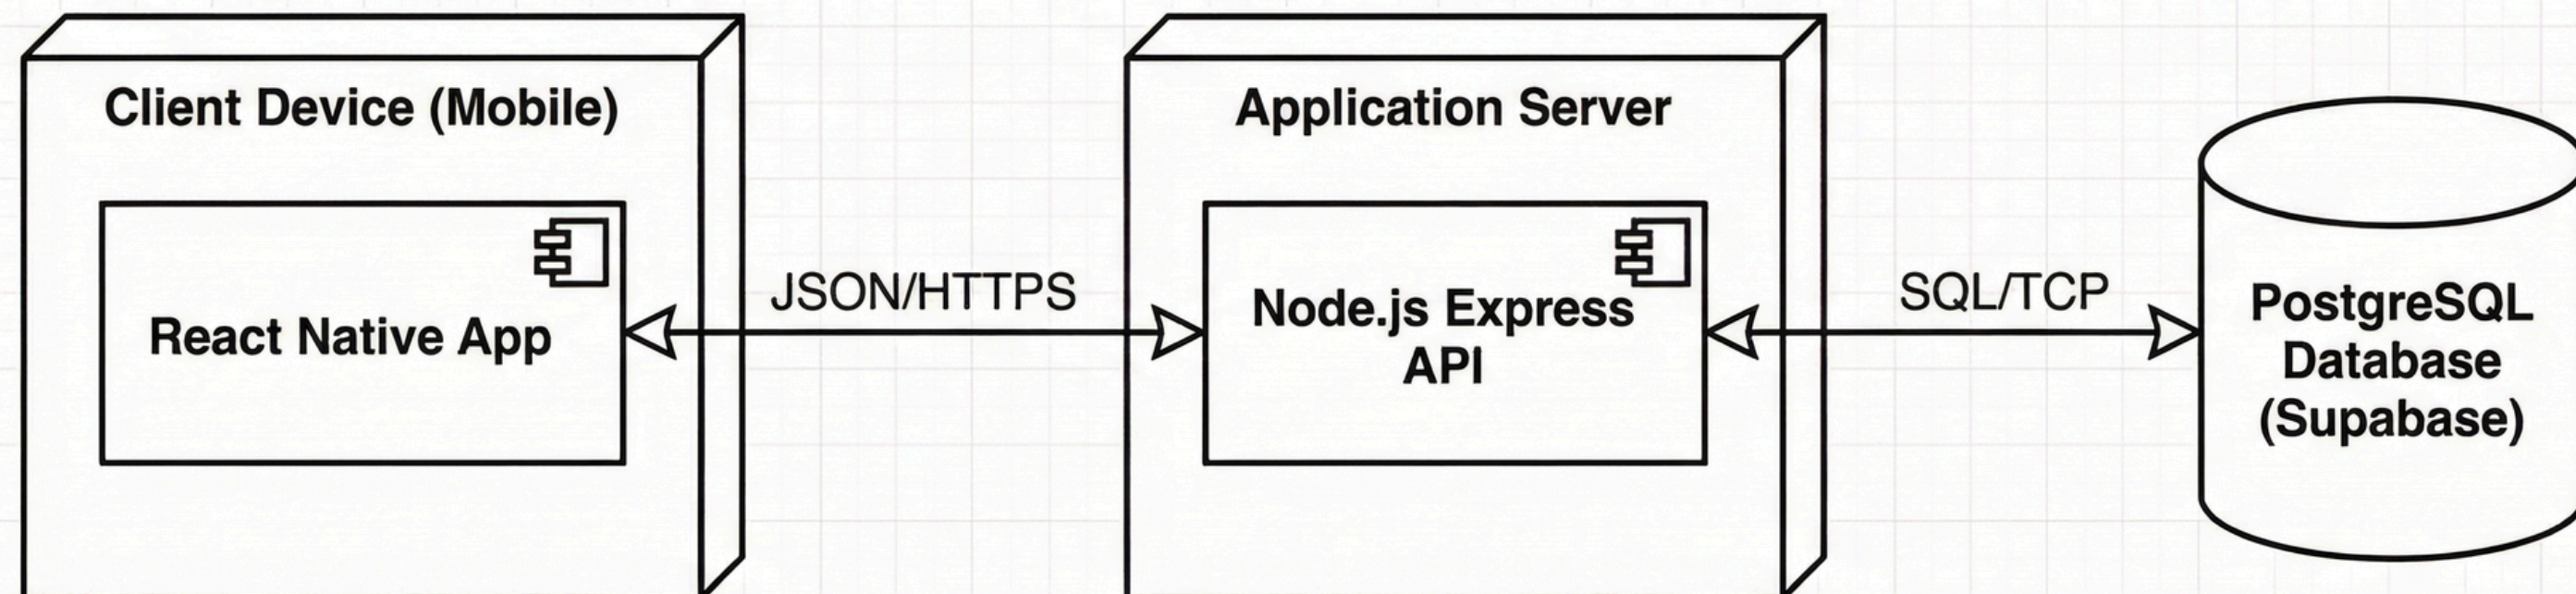 Client Device (Mobile)
Application Server
React Native App
JSON/HTTPS
Node.js Express
API
SQL/TCP
PostgreSQL
Database
(Supabase)